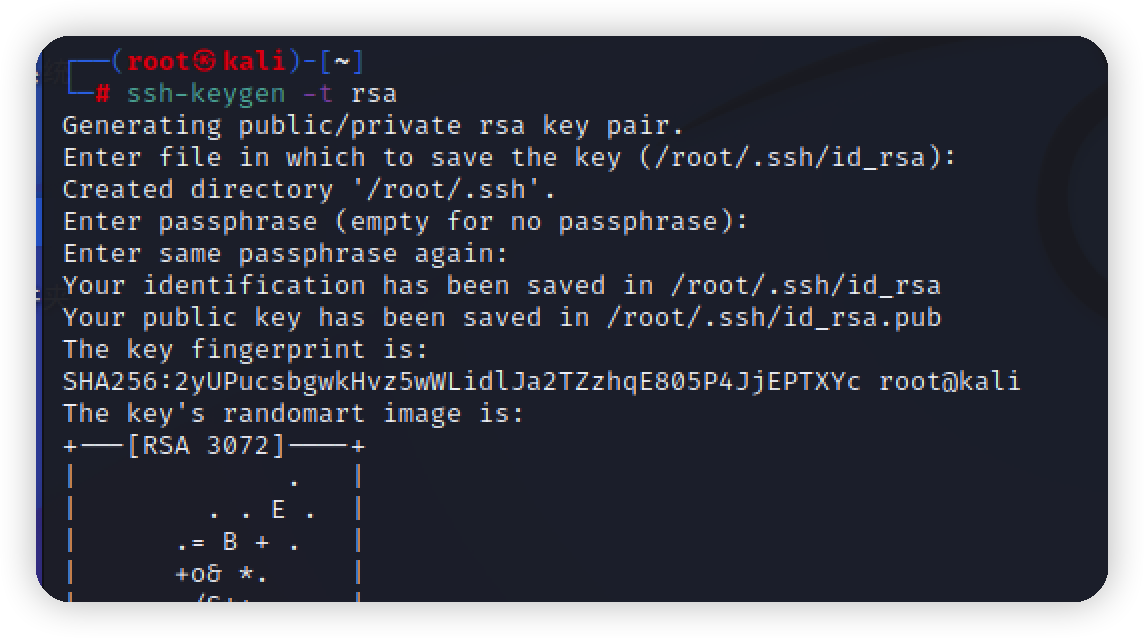 ┌──(root㉿kali)-[~]
└─# ssh-keygen -t rsa
Generating public/private rsa key pair.
Enter file in which to save the key (/root/.ssh/id_rsa):
Created directory '/root/.ssh'.
Enter passphrase (empty for no passphrase):
Enter same passphrase again:
Your identification has been saved in /root/.ssh/id_rsa
Your public key has been saved in /root/.ssh/id_rsa.pub
The key fingerprint is:
SHA256:2yUPucsbgwkHvz5wWLidlJa2TZzhqE805P4JjEPTXYc root@kali
The key's randomart image is:
+---[RSA 3072]----+
|              .   |
|         . . E .  |
|       .= B + .   |
|       +o& *.     |